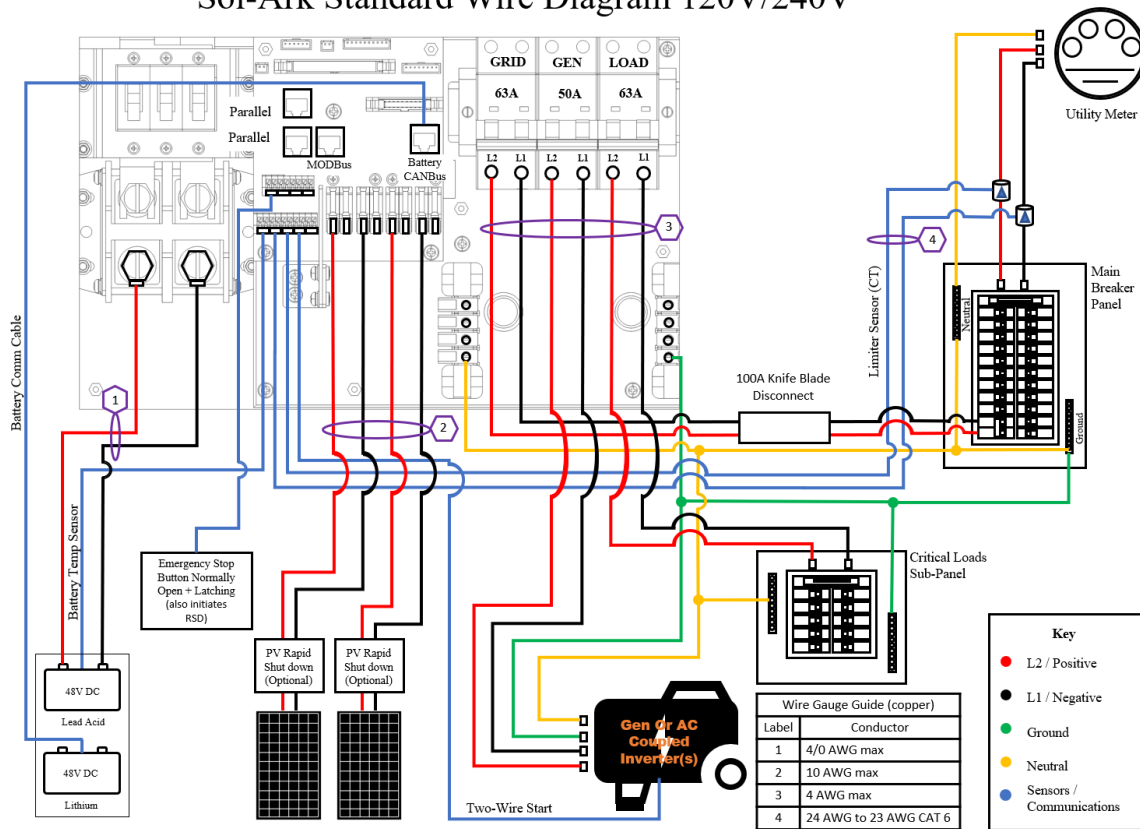 Sol-Ark Standard Wire Diagram 120V/240V
GRID GEN LOAD
63A 50A 63A
Parallel
Parallel
MODBus
Battery
CANBus
L2 L1 L2 L1 L2 L1
Utility Meter
3
4
Main
Breaker
Panel
Neutral
Ground
Limiter Sensor (CT)
100A Knife Blade
Disconnect
Battery Comm Cable
1
2
Battery Temp Sensor
Emergency Stop
Button Normally
Open + Latching
(also initiates
RSD)
Critical Loads
Sub-Panel
PV Rapid
Shut down
(Optional)
PV Rapid
Shut down
(Optional)
48V DC
Lead Acid
48V DC
Lithium
Gen Or AC
Coupled
Inverter(s)
Two-Wire Start
Wire Gauge Guide (copper)
Label Conductor
1 4/0 AWG max
2 10 AWG max
3 4 AWG max
4 24 AWG to 23 AWG CAT 6
Key
L2 / Positive
L1 / Negative
Ground
Neutral
Sensors /
Communications